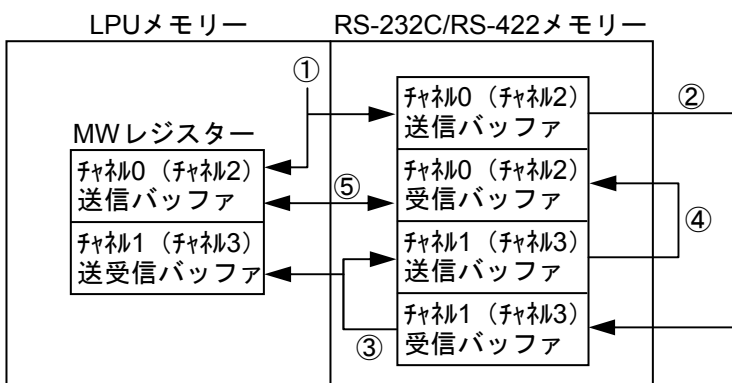 LPUメモリー
RS-232C/RS-422メモリー
①
②
MWレジスター
ﾁｬﾈﾙ0（ﾁｬﾈﾙ2）
送信バッファ
ﾁｬﾈﾙ1（ﾁｬﾈﾙ3）
送受信バッファ
⑤
ﾁｬﾈﾙ0（ﾁｬﾈﾙ2）
送信バッファ
ﾁｬﾈﾙ0（ﾁｬﾈﾙ2）
受信バッファ
ﾁｬﾈﾙ1（ﾁｬﾈﾙ3）
送信バッファ
ﾁｬﾈﾙ1（ﾁｬﾈﾙ3）
受信バッファ
④
③